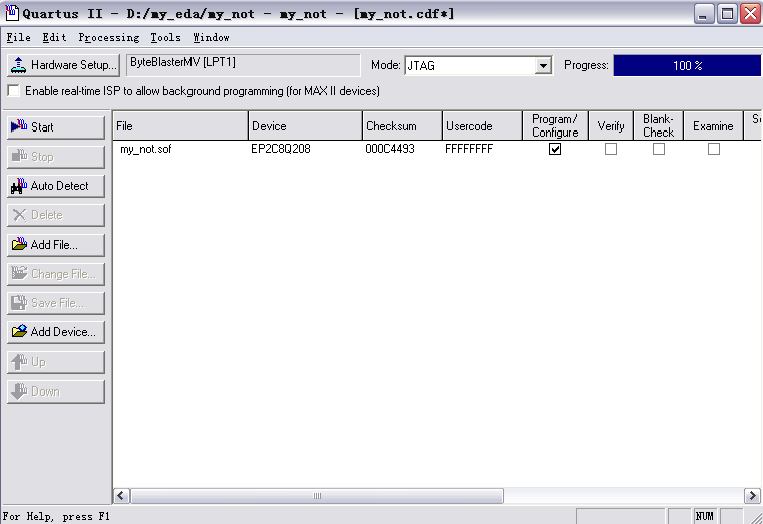 Quartus II - D:/my_eda/my_not - my_not - [my_not.cdf*]
File Edit Processing Tools Window
Hardware Setup... ByteBlasterMV [LPT1] Mode: JTAG Progress: 100 %
Enable real-time ISP to allow background programming (for MAX II devices)
Start
Stop
Auto Detect
Delete
Add File...
Change File...
Save File...
Add Device...
Up
Down
File Device Checksum Usercode Program/ Configure Verify Blank- Check Examine
my_not.sof EP2C8Q208 000C4493 FFFFFFFF
For Help, press F1 NUM